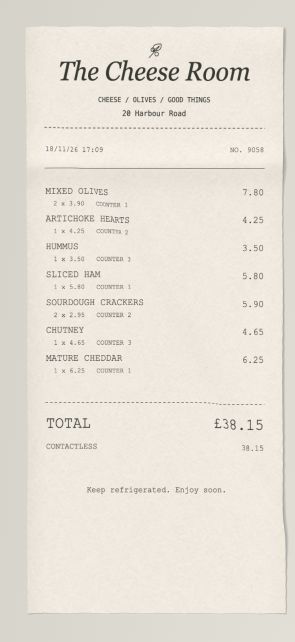 The Cheese Room
CHEESE / OLIVES / GOOD THINGS
20 Harbour Road
18/11/26 17:09 NO. 9058
MIXED OLIVES 7.80
2 x 3.90 COUNTER 1
ARTICHOKE HEARTS 4.25
1 x 4.25 COUNTER 2
HUMMUS 3.50
1 x 3.50 COUNTER 3
SLICED HAM 5.80
1 x 5.80 COUNTER 1
SOURDOUGH CRACKERS 5.90
2 x 2.95 COUNTER 2
CHUTNEY 4.65
1 x 4.65 COUNTER 3
MATURE CHEDDAR 6.25
1 x 6.25 COUNTER 1
TOTAL £38.15
CONTACTLESS 38.15
Keep refrigerated. Enjoy soon.